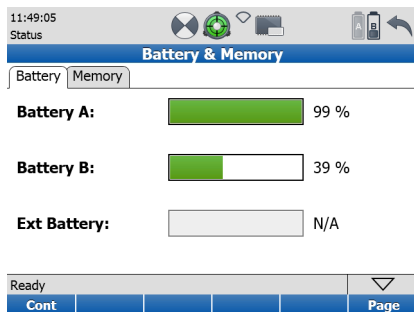 11:49:05
Status
A B
Battery & Memory
Battery Memory
Battery A: 99 %
Battery B: 39 %
Ext Battery: N/A
Ready
Cont Page